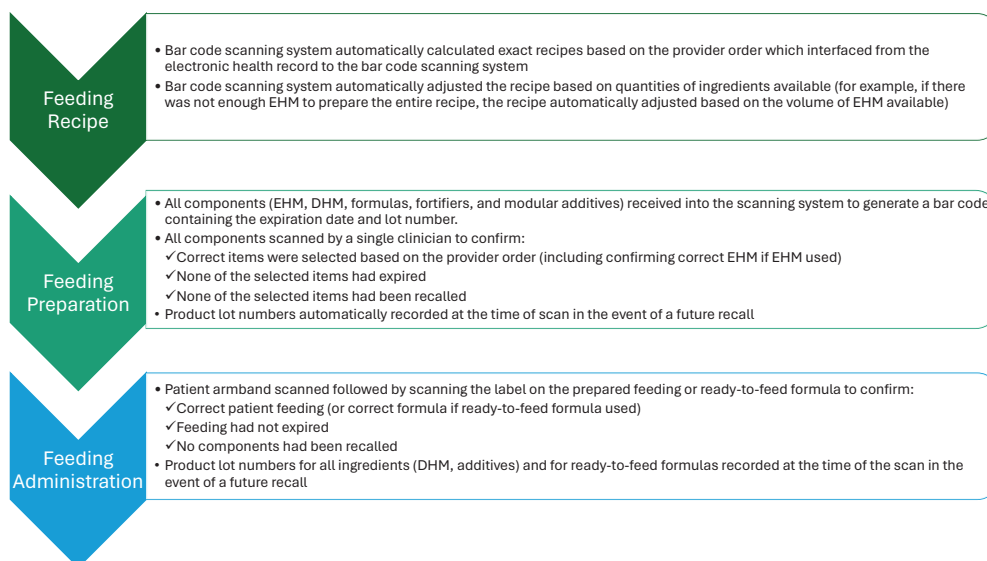 Feeding
Recipe
• Bar code scanning system automatically calculated exact recipes based on the provider order which interfaced from the
electronic health record to the bar code scanning system
• Bar code scanning system automatically adjusted the recipe based on quantities of ingredients available (for example, if there
was not enough EHM to prepare the entire recipe, the recipe automatically adjusted based on the volume of EHM available)
Feeding
Preparation
• All components (EHM, DHM, formulas, fortifiers, and modular additives) received into the scanning system to generate a bar code
containing the expiration date and lot number.
• All components scanned by a single clinician to confirm:
✓Correct items were selected based on the provider order (including confirming correct EHM if EHM used)
✓None of the selected items had expired
✓None of the selected items had been recalled
• Product lot numbers automatically recorded at the time of scan in the event of a future recall
Feeding
Administration
• Patient armband scanned followed by scanning the label on the prepared feeding or ready-to-feed formula to confirm:
✓Correct patient feeding (or correct formula if ready-to-feed formula used)
✓Feeding had not expired
✓No components had been recalled
• Product lot numbers for all ingredients (DHM, additives) and for ready-to-feed formulas recorded at the time of the scan in the
event of a future recall